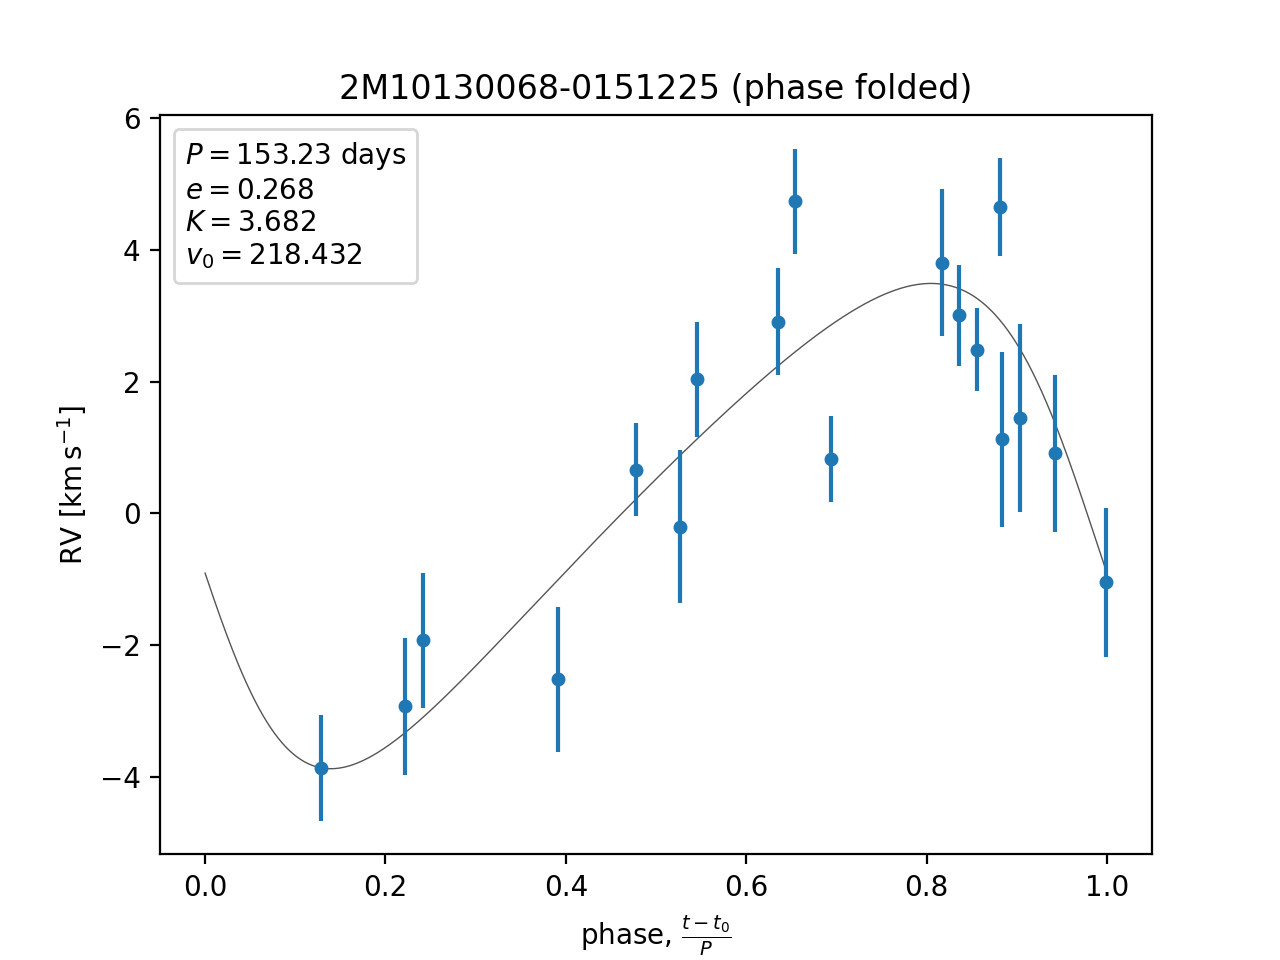 2M10130068-0151225 (phase folded)
P = 153.23 days
e = 0.268
K = 3.682
v₀ = 218.432
RV [km s⁻¹]
6
4
2
0
−2
−4
0.0 0.2 0.4 0.6 0.8 1.0
phase, (t − t₀)/P